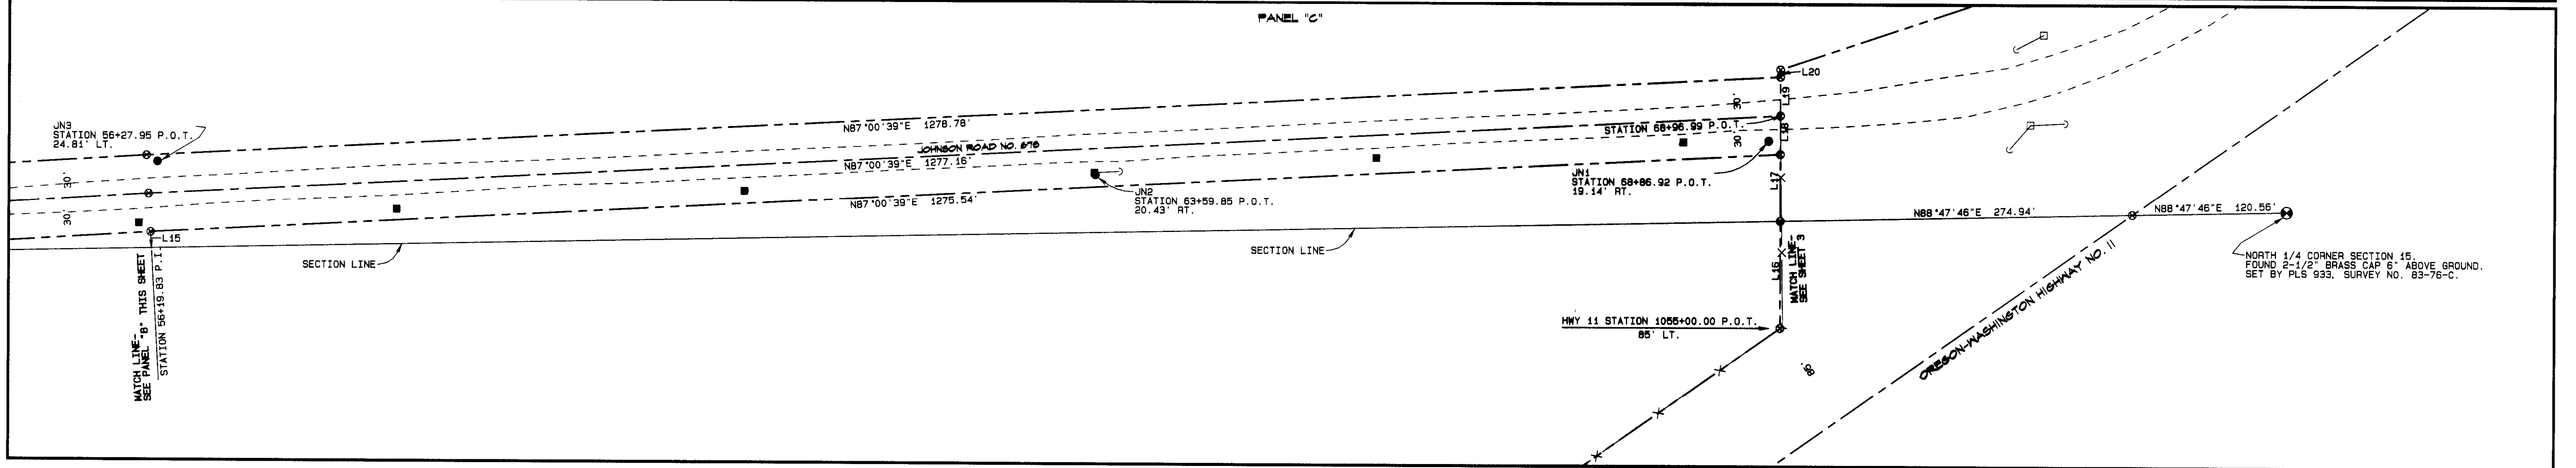 PANEL "C"
JN3
STATION 56+27.95 P.O.T.
24.81' LT.
30'
30'
L15
MATCH LINE-
SEE PANEL "B" THIS SHEET
STATION 56+19.83 P.I.
SECTION LINE
N87°00'39"E 1278.78'
JOHNSON ROAD NO. 676
N87°00'39"E 1277.16'
N87°00'39"E 1275.54'
JN2
STATION 63+59.85 P.O.T.
20.43' RT.
SECTION LINE
L20
L19
30'
STATION 68+96.99 P.O.T.
L18
30'
JN1
STATION 68+86.92 P.O.T.
19.14' RT.
L17
L16
MATCH LINE-
SEE SHEET 3
HWY 11 STATION 1055+00.00 P.O.T.
85' LT.
N88°47'46"E 274.94'
N88°47'46"E 120.56'
OREGON-WASHINGTON HIGHWAY NO. 11
NORTH 1/4 CORNER SECTION 15.
FOUND 2-1/2" BRASS CAP 6" ABOVE GROUND.
SET BY PLS 933, SURVEY NO. 83-76-C.